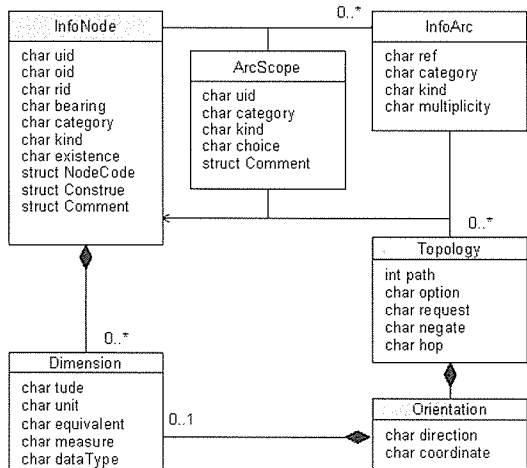 InfoNode
char uid
char oid
char rid
char bearing
char category
char kind
char existence
struct NodeCode
struct Construe
struct Comment
ArcScope
char uid
char category
char kind
char choice
struct Comment
0..*
InfoArc
char ref
char category
char kind
char multiplicity
0..*
Topology
int path
char option
char request
char negate
char hop
0..*
Dimension
char tude
char unit
char equivalent
char measure
char dataType
0..1
Orientation
char direction
char coordinate